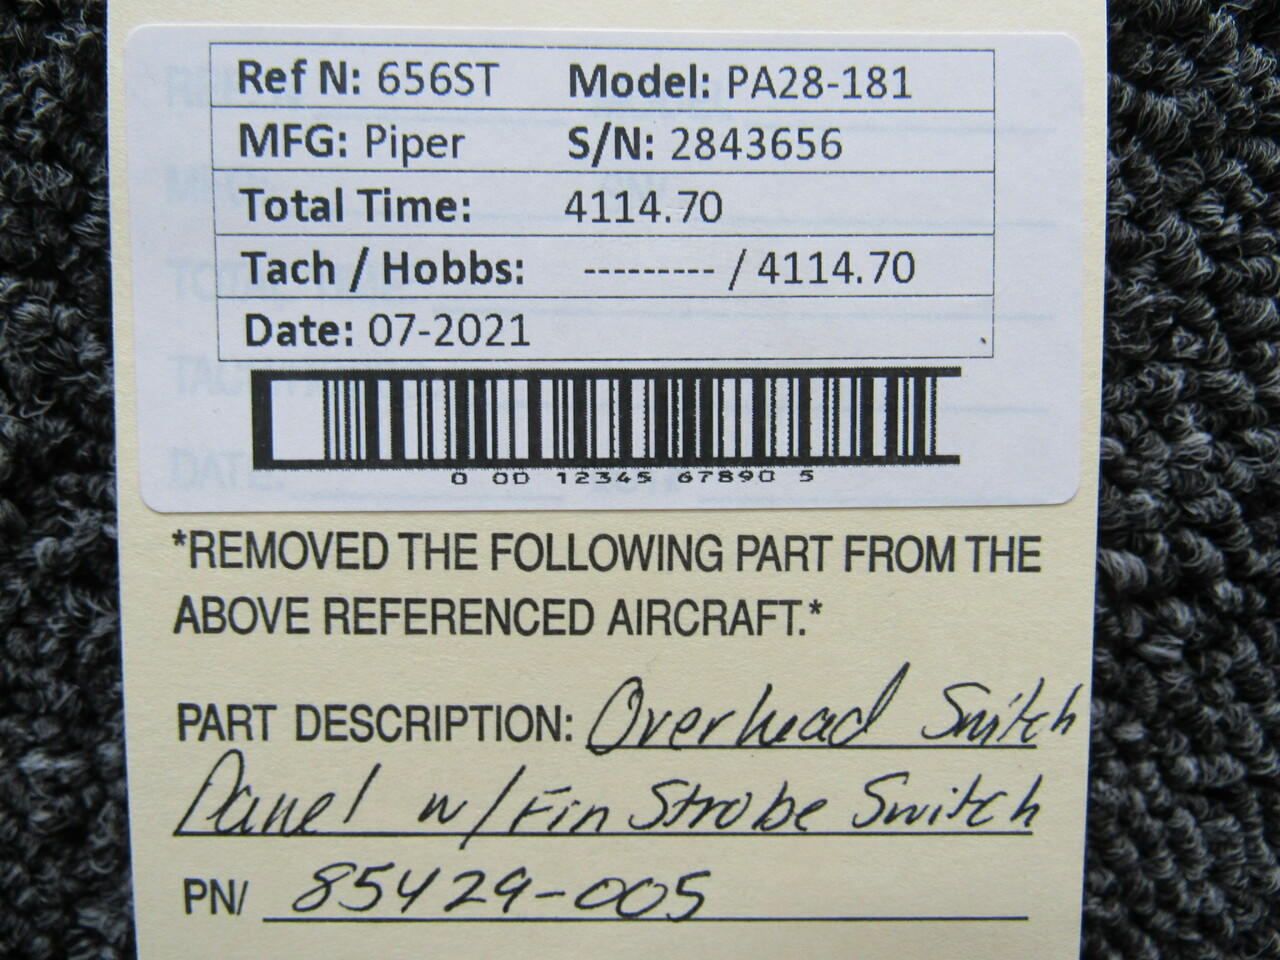 Ref N: 656ST Model: PA28-181
MFG: Piper S/N: 2843656
Total Time: 4114.70
Tach / Hobbs: --------- / 4114.70
Date: 07-2021
0 00 12345 67890 5
*REMOVED THE FOLLOWING PART FROM THE
ABOVE REFERENCED AIRCRAFT.*
PART DESCRIPTION: Overhead Switch
Panel w/Fin Strobe Switch
PN/ 85429-005